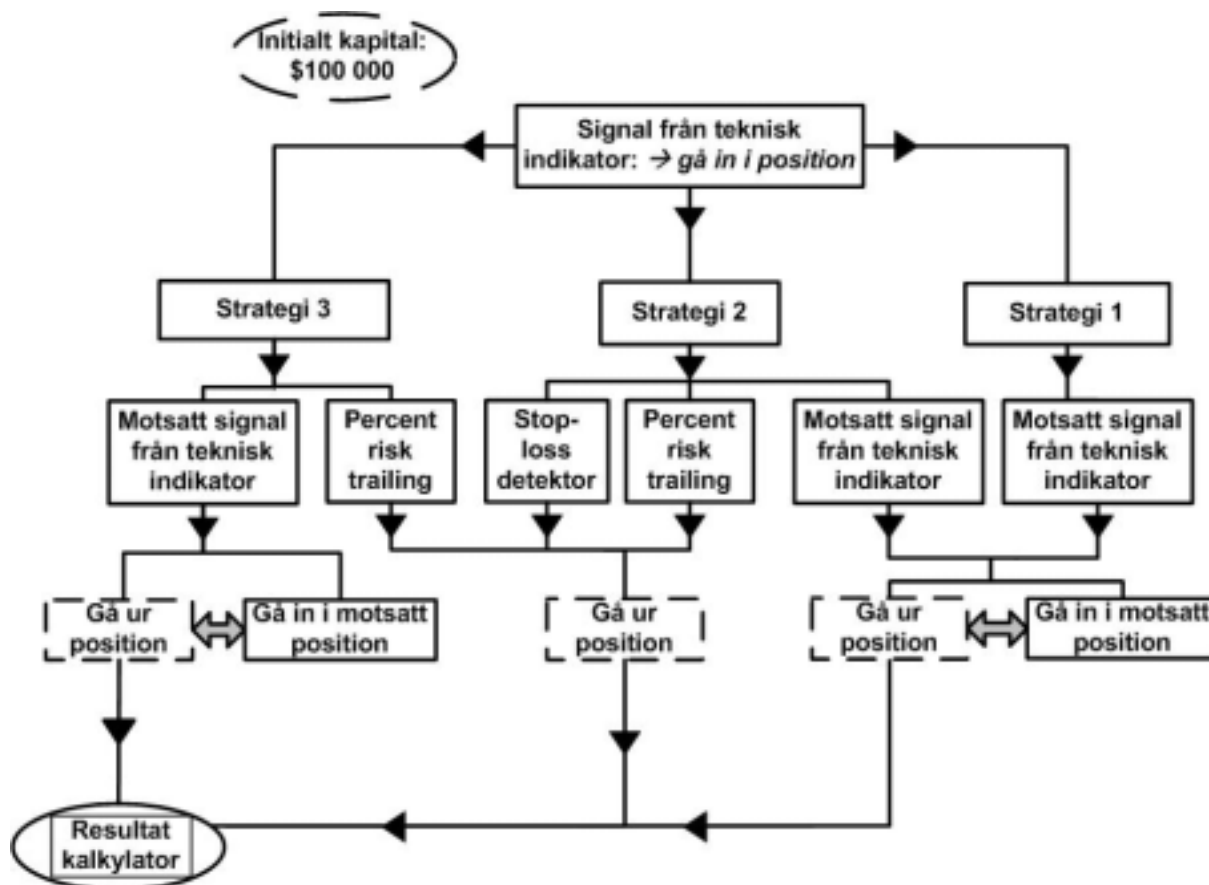 Initialt kapital:
$100 000
Signal från teknisk
indikator: → gå in i position
Strategi 3
Strategi 2
Strategi 1
Motsatt signal
från teknisk
indikator
Percent
risk
trailing
Stop-
loss
detektor
Percent
risk
trailing
Motsatt signal
från teknisk
indikator
Motsatt signal
från teknisk
indikator
Gå ur
position
Gå in i motsatt
position
Gå ur
position
Gå ur
position
Gå in i motsatt
position
Resultat
kalkylator